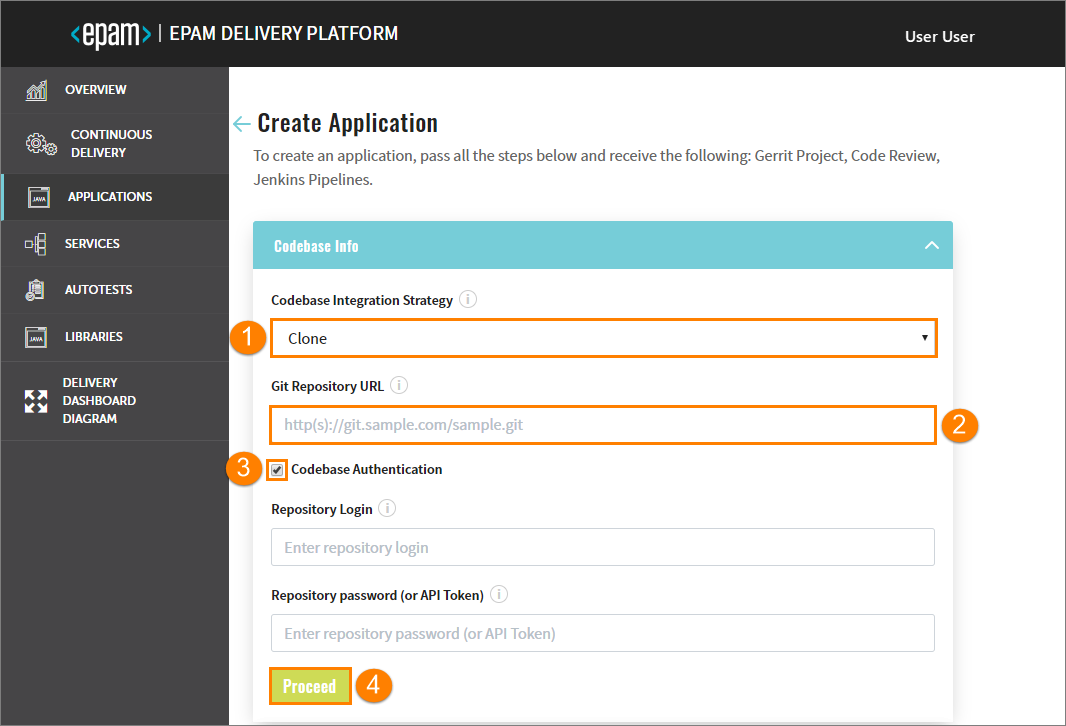 <epam> | EPAM DELIVERY PLATFORM
User User
OVERVIEW
CONTINUOUS
DELIVERY
JAVA APPLICATIONS
SERVICES
AUTOTESTS
JAVA LIBRARIES
DELIVERY
DASHBOARD
DIAGRAM
← Create Application
To create an application, pass all the steps below and receive the following: Gerrit Project, Code Review,
Jenkins Pipelines.
Codebase Info
Codebase Integration Strategy i
1 Clone
Git Repository URL i
http(s)://git.sample.com/sample.git 2
3 Codebase Authentication
Repository Login i
Enter repository login
Repository password (or API Token) i
Enter repository password (or API Token)
Proceed 4